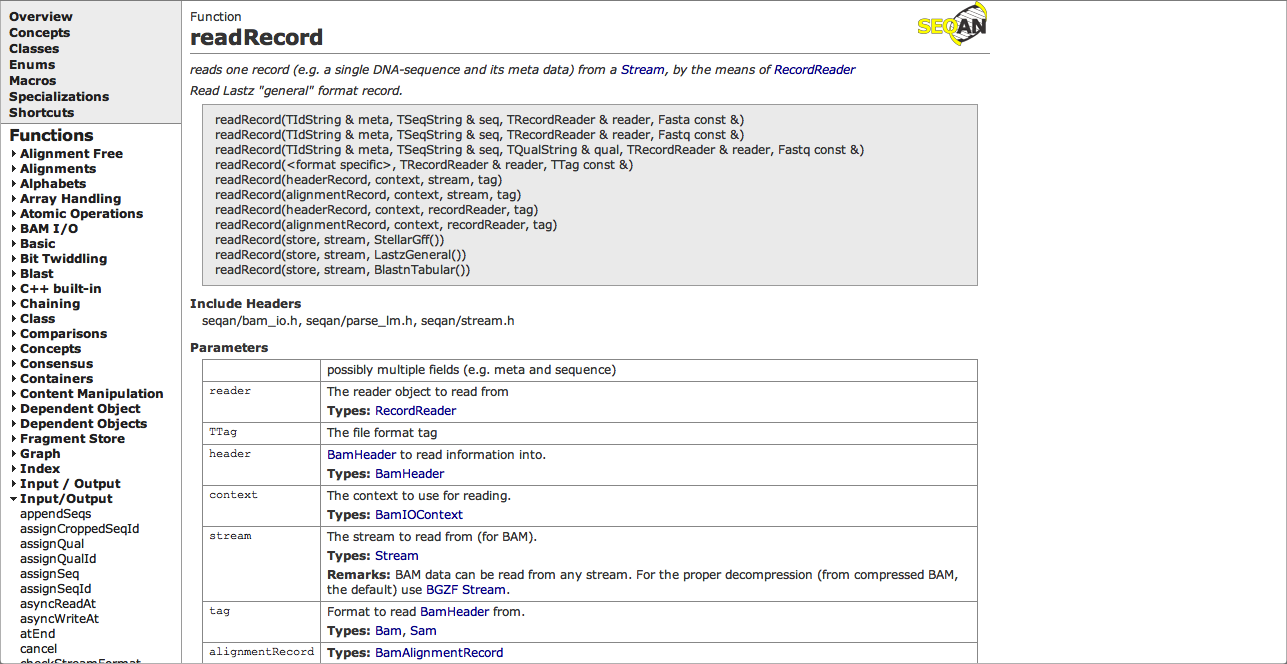 Overview
Concepts
Classes
Enums
Macros
Specializations
Shortcuts
Functions
Alignment Free
Alignments
Alphabets
Array Handling
Atomic Operations
BAM I/O
Basic
Bit Twiddling
Blast
C++ built-in
Chaining
Class
Comparisons
Concepts
Consensus
Containers
Content Manipulation
Dependent Object
Dependent Objects
Fragment Store
Graph
Index
Input / Output
Input/Output
appendSeqs
assignCroppedSeqId
assignQual
assignQualId
assignSeq
assignSeqId
asyncReadAt
asyncWriteAt
atEnd
cancel
checkStreamFormat
Function
readRecord
SEQAN
reads one record (e.g. a single DNA-sequence and its meta data) from a Stream, by the means of RecordReader
Read Lastz "general" format record.
readRecord(TIdString & meta, TSeqString & seq, TRecordReader & reader, Fasta const &)
readRecord(TIdString & meta, TSeqString & seq, TRecordReader & reader, Fastq const &)
readRecord(TIdString & meta, TSeqString & seq, TQualString & qual, TRecordReader & reader, Fastq const &)
readRecord(<format specific>, TRecordReader & reader, TTag const &)
readRecord(headerRecord, context, stream, tag)
readRecord(alignmentRecord, context, stream, tag)
readRecord(headerRecord, context, recordReader, tag)
readRecord(alignmentRecord, context, recordReader, tag)
readRecord(store, stream, StellarGff())
readRecord(store, stream, LastzGeneral())
readRecord(store, stream, BlastnTabular())
Include Headers
seqan/bam_io.h, seqan/parse_lm.h, seqan/stream.h
Parameters
possibly multiple fields (e.g. meta and sequence)
reader The reader object to read from
Types: RecordReader
TTag The file format tag
header BamHeader to read information into.
Types: BamHeader
context The context to use for reading.
Types: BamIOContext
stream The stream to read from (for BAM).
Types: Stream
Remarks: BAM data can be read from any stream. For the proper decompression (from compressed BAM,
the default) use BGZF Stream.
tag Format to read BamHeader from.
Types: Bam, Sam
alignmentRecord Types: BamAlignmentRecord